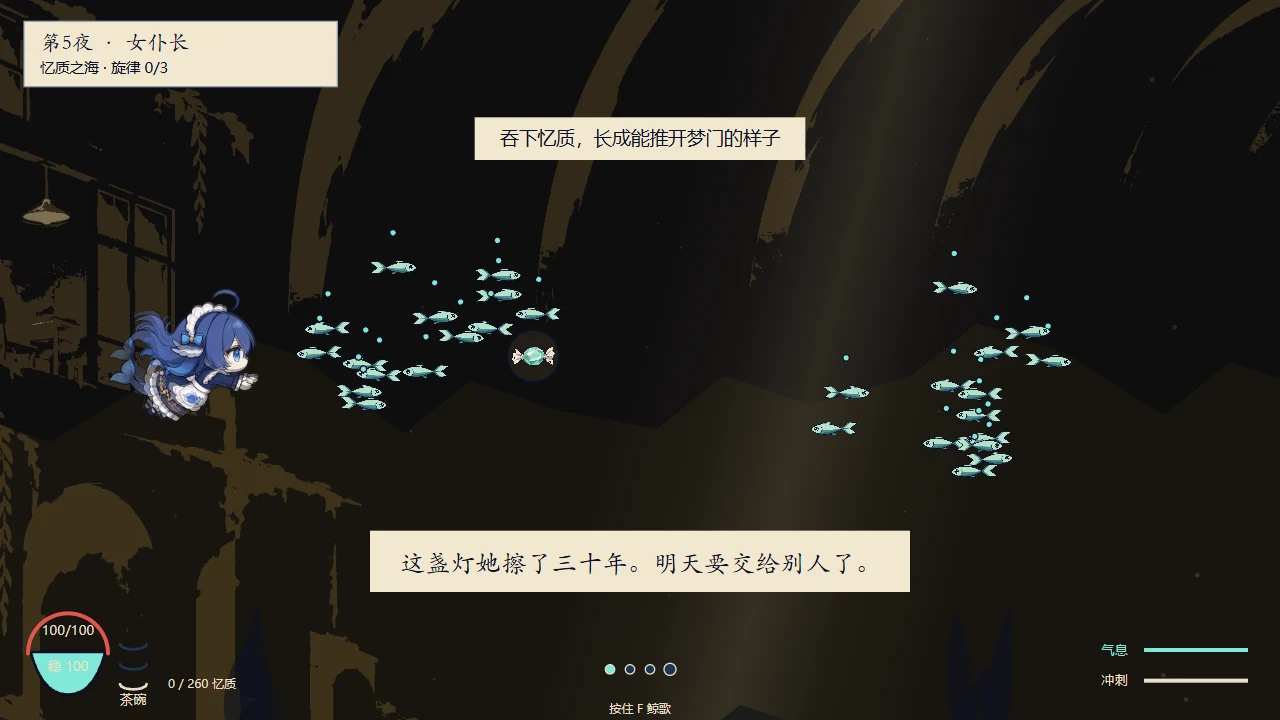 第5夜 · 女仆长
忆质之海 · 旋律 0/3
吞下忆质，长成能推开梦门的样子
这盏灯她擦了三十年。明天要交给别人了。
100/100
稳 100
茶碗
0 / 260 忆质
按住 F 鲸歌
气息
冲刺